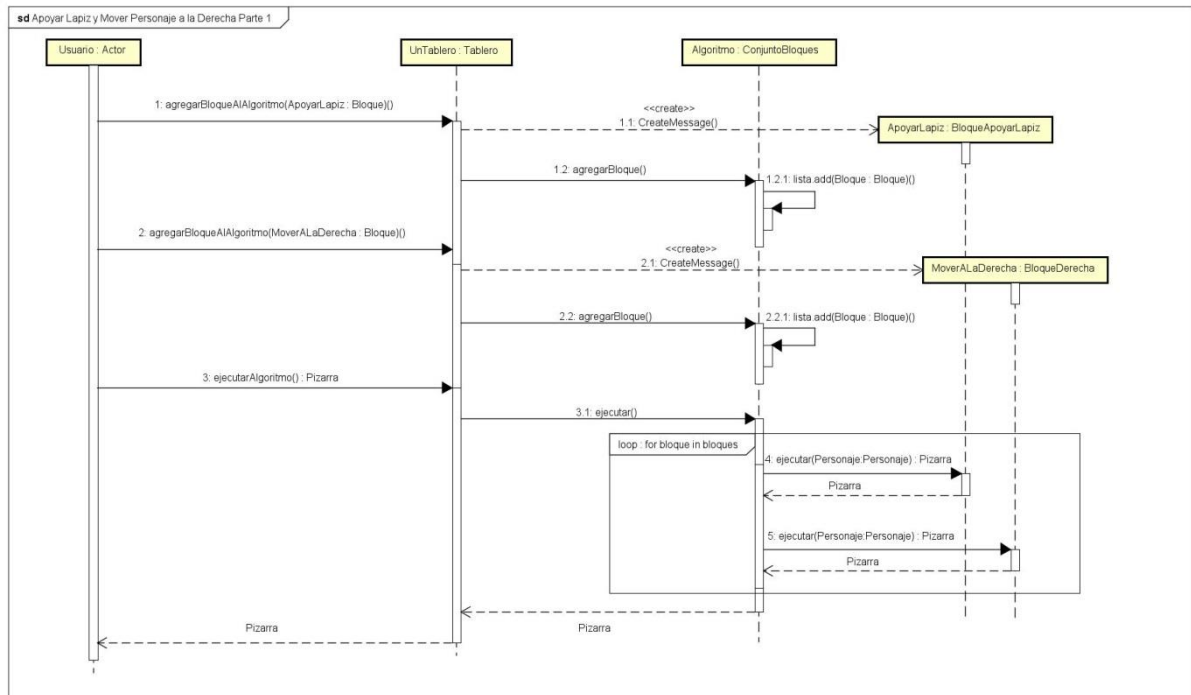 sd Apoyar Lapiz y Mover Personaje a la Derecha Parte 1
Usuario : Actor
UnTablero : Tablero
Algoritmo : ConjuntoBloques
1: agregarBloqueAlAlgoritmo(ApoyarLapiz : Bloque)()
<<create>>
1.1: CreateMessage()
ApoyarLapiz : BloqueApoyarLapiz
1.2: agregarBloque()
1.2.1: lista.add(Bloque : Bloque)()
2: agregarBloqueAlAlgoritmo(MoverALaDerecha : Bloque)()
<<create>>
2.1: CreateMessage()
MoverALaDerecha : BloqueDerecha
2.2: agregarBloque()
2.2.1: lista.add(Bloque : Bloque)()
3: ejecutarAlgoritmo() : Pizarra
3.1: ejecutar()
loop : for bloque in bloques
4: ejecutar(Personaje:Personaje) : Pizarra
Pizarra
5: ejecutar(Personaje:Personaje) : Pizarra
Pizarra
Pizarra
Pizarra